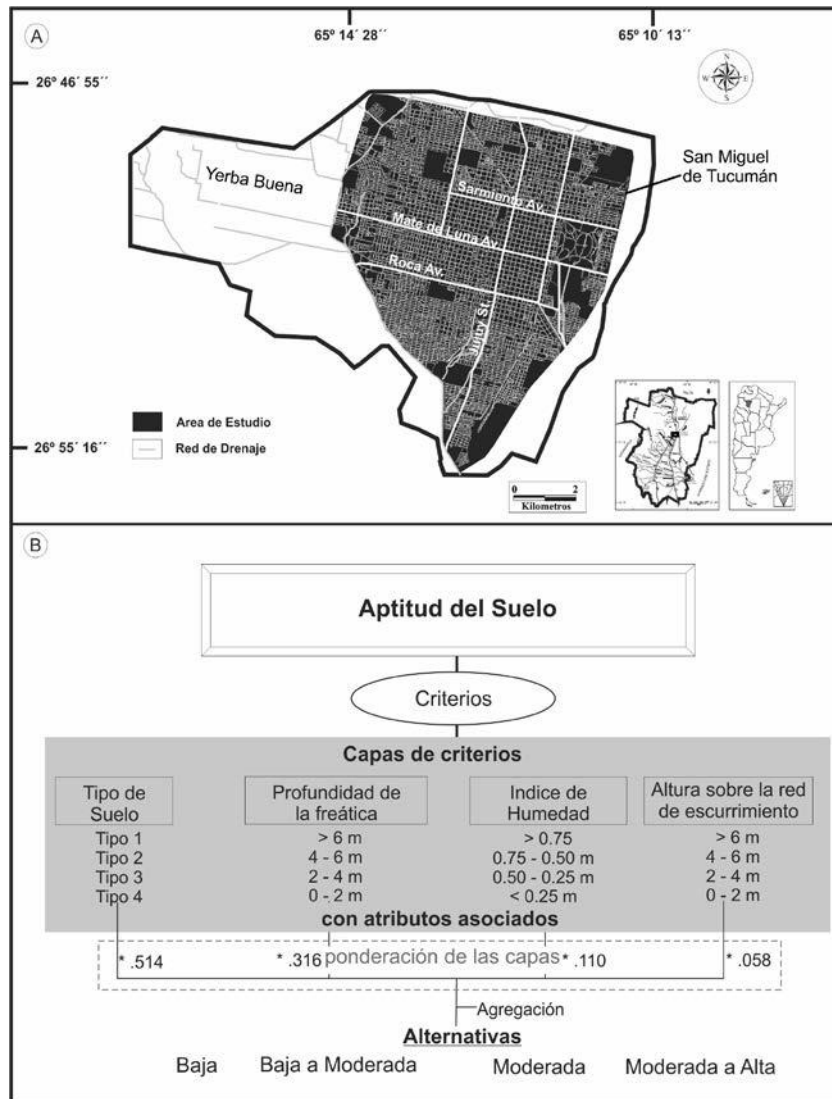 A
65º 14´ 28´´
65º 10´ 13´´
26º 46´ 55´´
N
W
E
S
Yerba Buena
San Miguel
de Tucumán
Sarmiento Av.
Mate de Luna Av.
Roca Av.
Jujuy St.
Area de Estudio
Red de Drenaje
26º 55´ 16´´
0 2
Kilometros
B
Aptitud del Suelo
Criterios
Capas de criterios
Tipo de Suelo
Profundidad de la freática
Indice de Humedad
Altura sobre la red de escurrimiento
Tipo 1 > 6 m > 0.75 > 6 m
Tipo 2 4 - 6 m 0.75 - 0.50 m 4 - 6 m
Tipo 3 2 - 4 m 0.50 - 0.25 m 2 - 4 m
Tipo 4 0 - 2 m < 0.25 m 0 - 2 m
con atributos asociados
* .514 * .316 ponderación de las capas * .110 * .058
Agregación
Alternativas
Baja Baja a Moderada Moderada Moderada a Alta